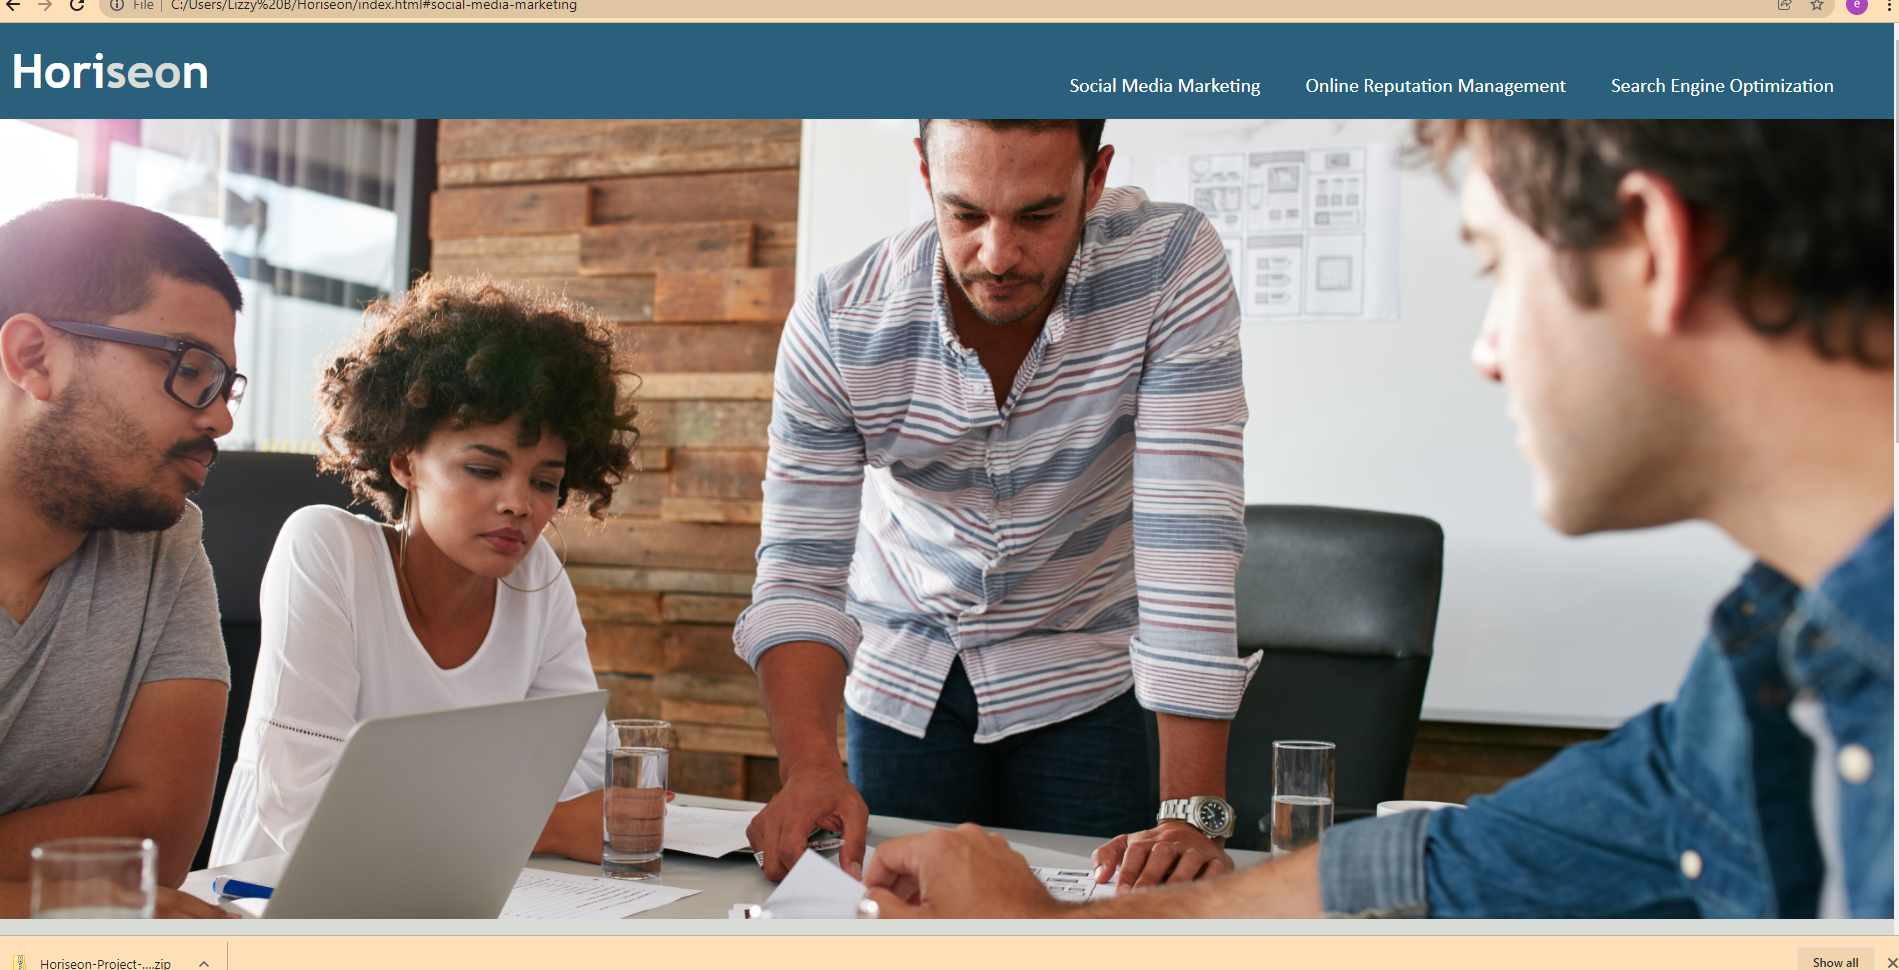 File | C:/Users/Lizzy%20B/Horiseon/index.html#social-media-marketing
e
Horiseon
Social Media Marketing Online Reputation Management Search Engine Optimization
Horiseon-Project-....zip
Show all